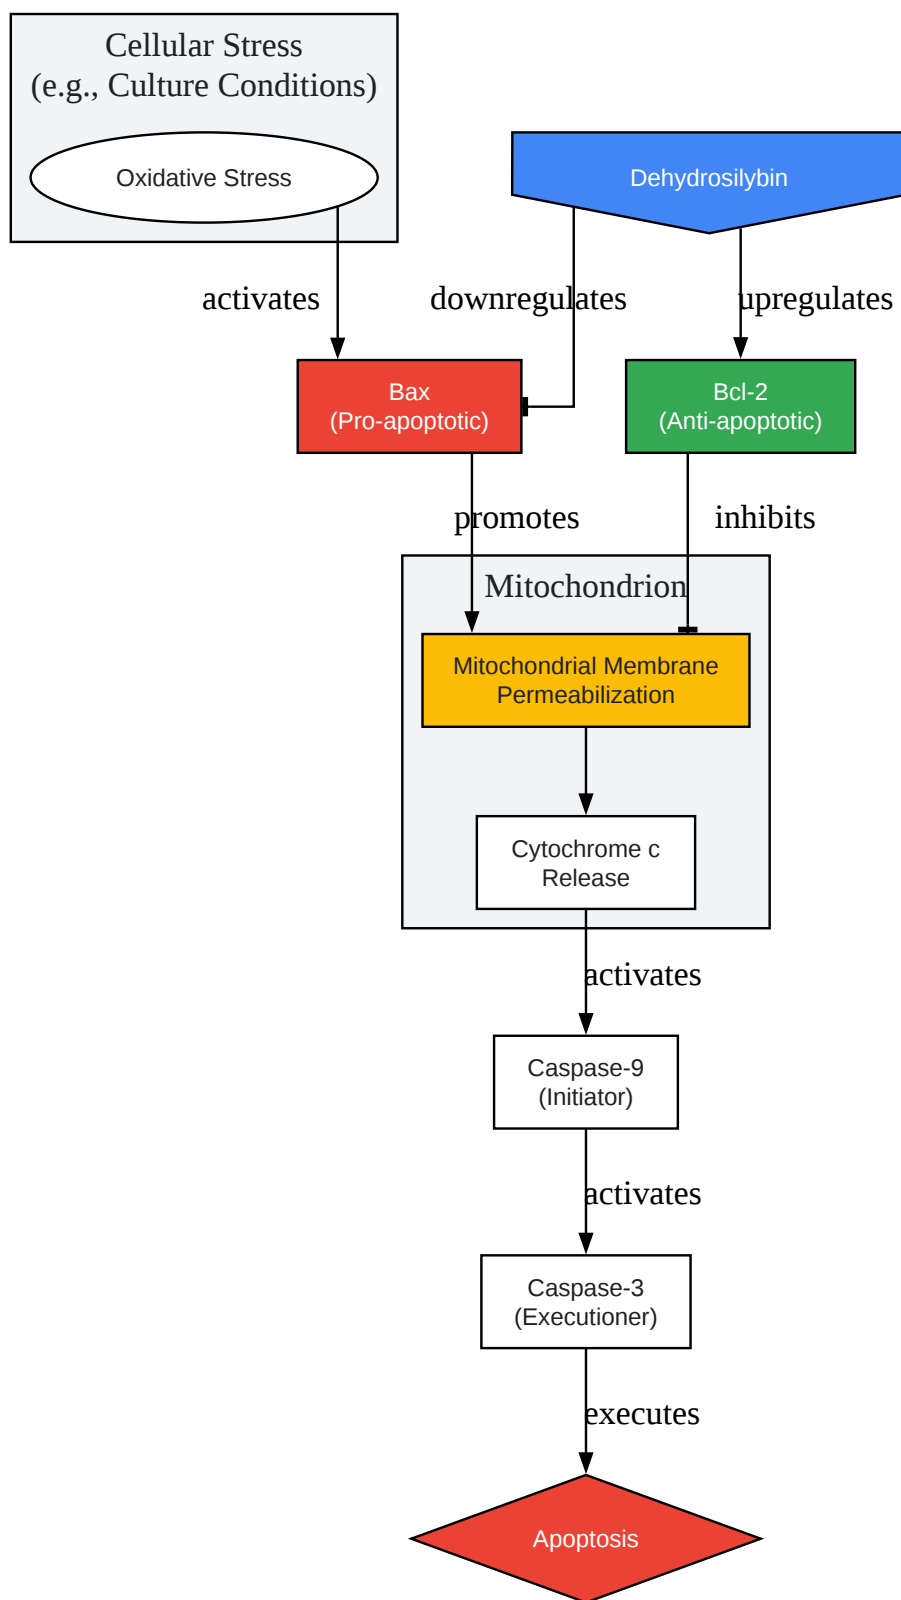 Cellular Stress
(e.g., Culture Conditions)
Oxidative Stress
Dehydrosilybin
activates
downregulates
upregulates
Bax
(Pro-apoptotic)
Bcl-2
(Anti-apoptotic)
promotes
inhibits
Mitochondrion
Mitochondrial Membrane
Permeabilization
Cytochrome c
Release
activates
Caspase-9
(Initiator)
activates
Caspase-3
(Executioner)
executes
Apoptosis